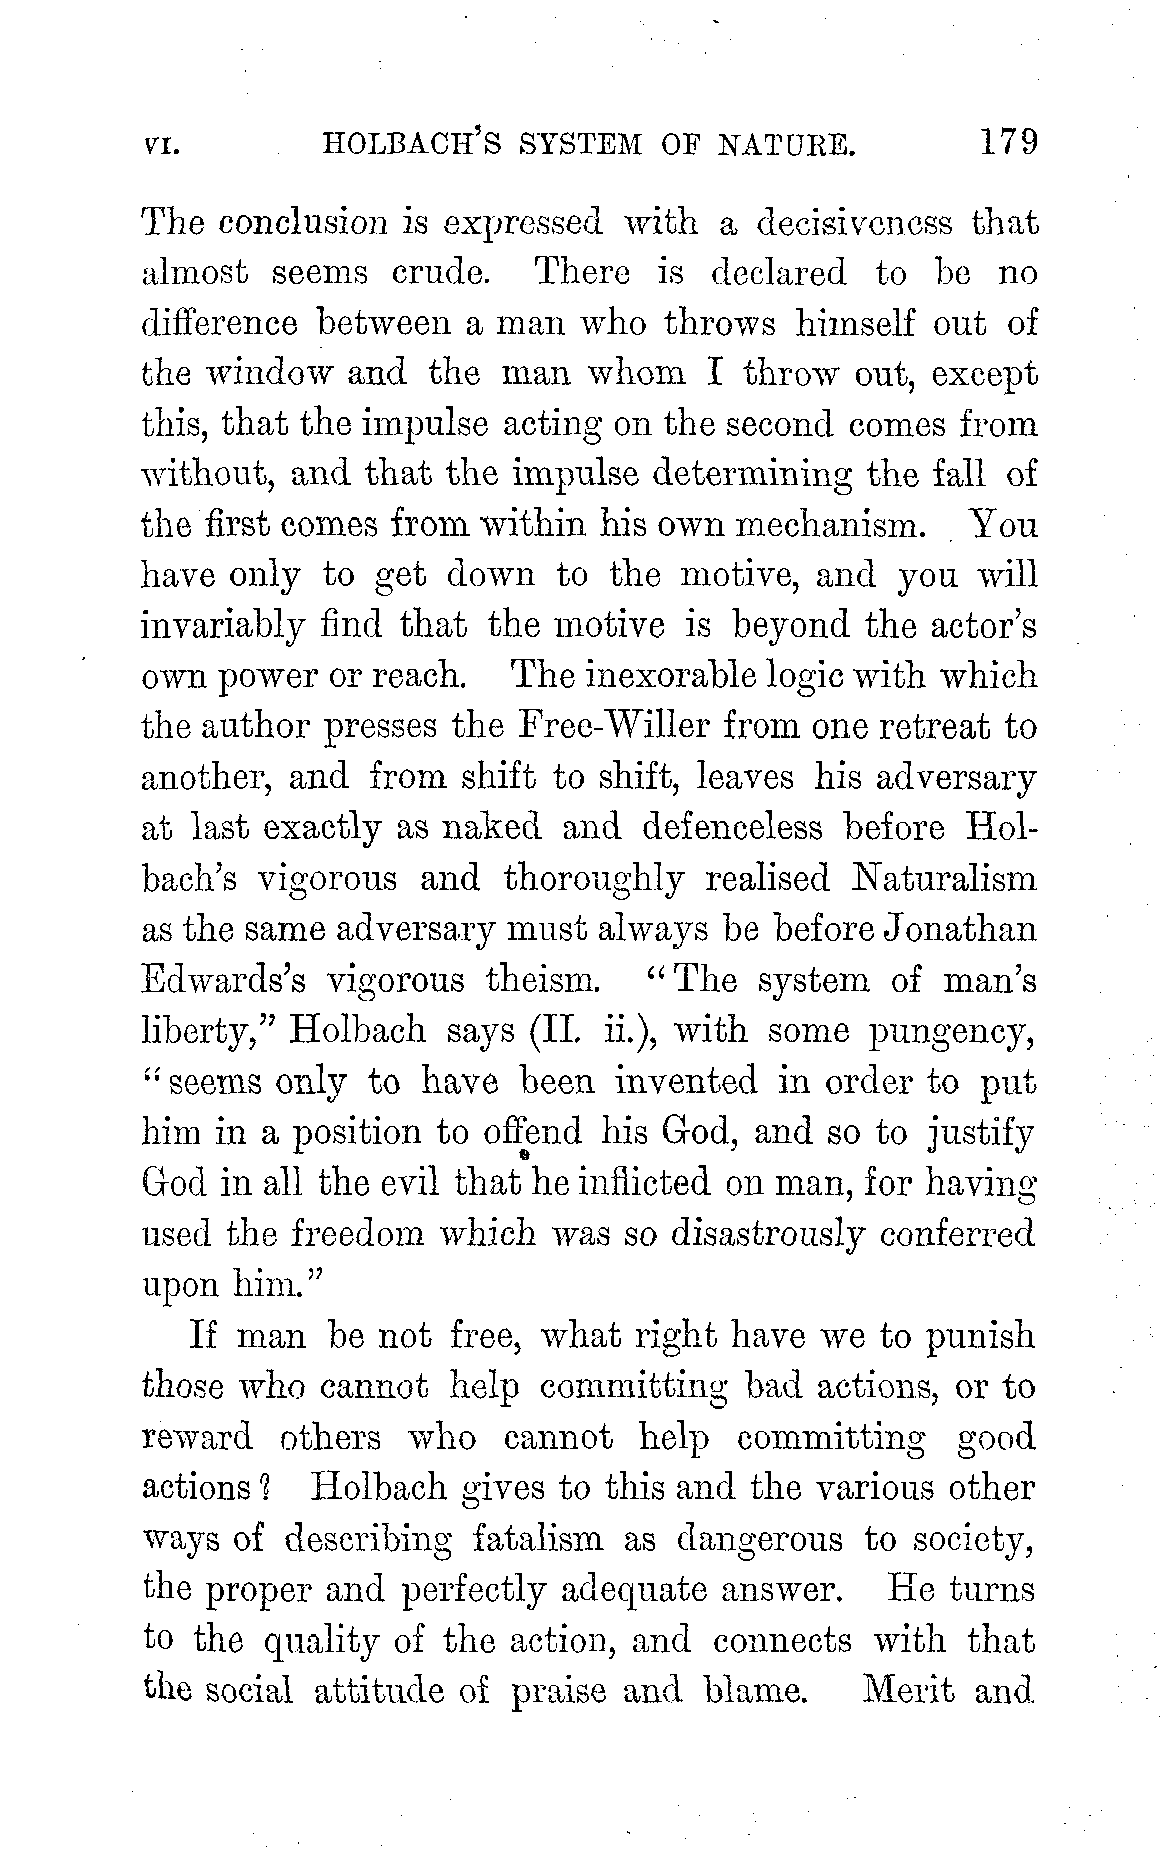 VI. HOLBACH'S SYSTEM OF NATURE. 179
The conclusion is expressed with a decisiveness that
almost seems crude. There is declared to be no
difference between a man who throws himself out of
the window and the man whom I throw out, except
this, that the impulse acting on the second comes from
without, and that the impulse determining the fall of
the first comes from within his own mechanism. You
have only to get down to the motive, and you will
invariably find that the motive is beyond the actor's
own power or reach. The inexorable logic with which
the author presses the Free-Willer from one retreat to
another, and from shift to shift, leaves his adversary
at last exactly as naked and defenceless before Hol-
bach's vigorous and thoroughly realised Naturalism
as the same adversary must always be before Jonathan
Edwards's vigorous theism. "The system of man's
liberty," Holbach says (II. ii.), with some pungency,
"seems only to have been invented in order to put
him in a position to offend his God, and so to justify
God in all the evil that he inflicted on man, for having
used the freedom which was so disastrously conferred
upon him."
If man be not free, what right have we to punish
those who cannot help committing bad actions, or to
reward others who cannot help committing good
actions? Holbach gives to this and the various other
ways of describing fatalism as dangerous to society,
the proper and perfectly adequate answer. He turns
to the quality of the action, and connects with that
the social attitude of praise and blame. Merit and